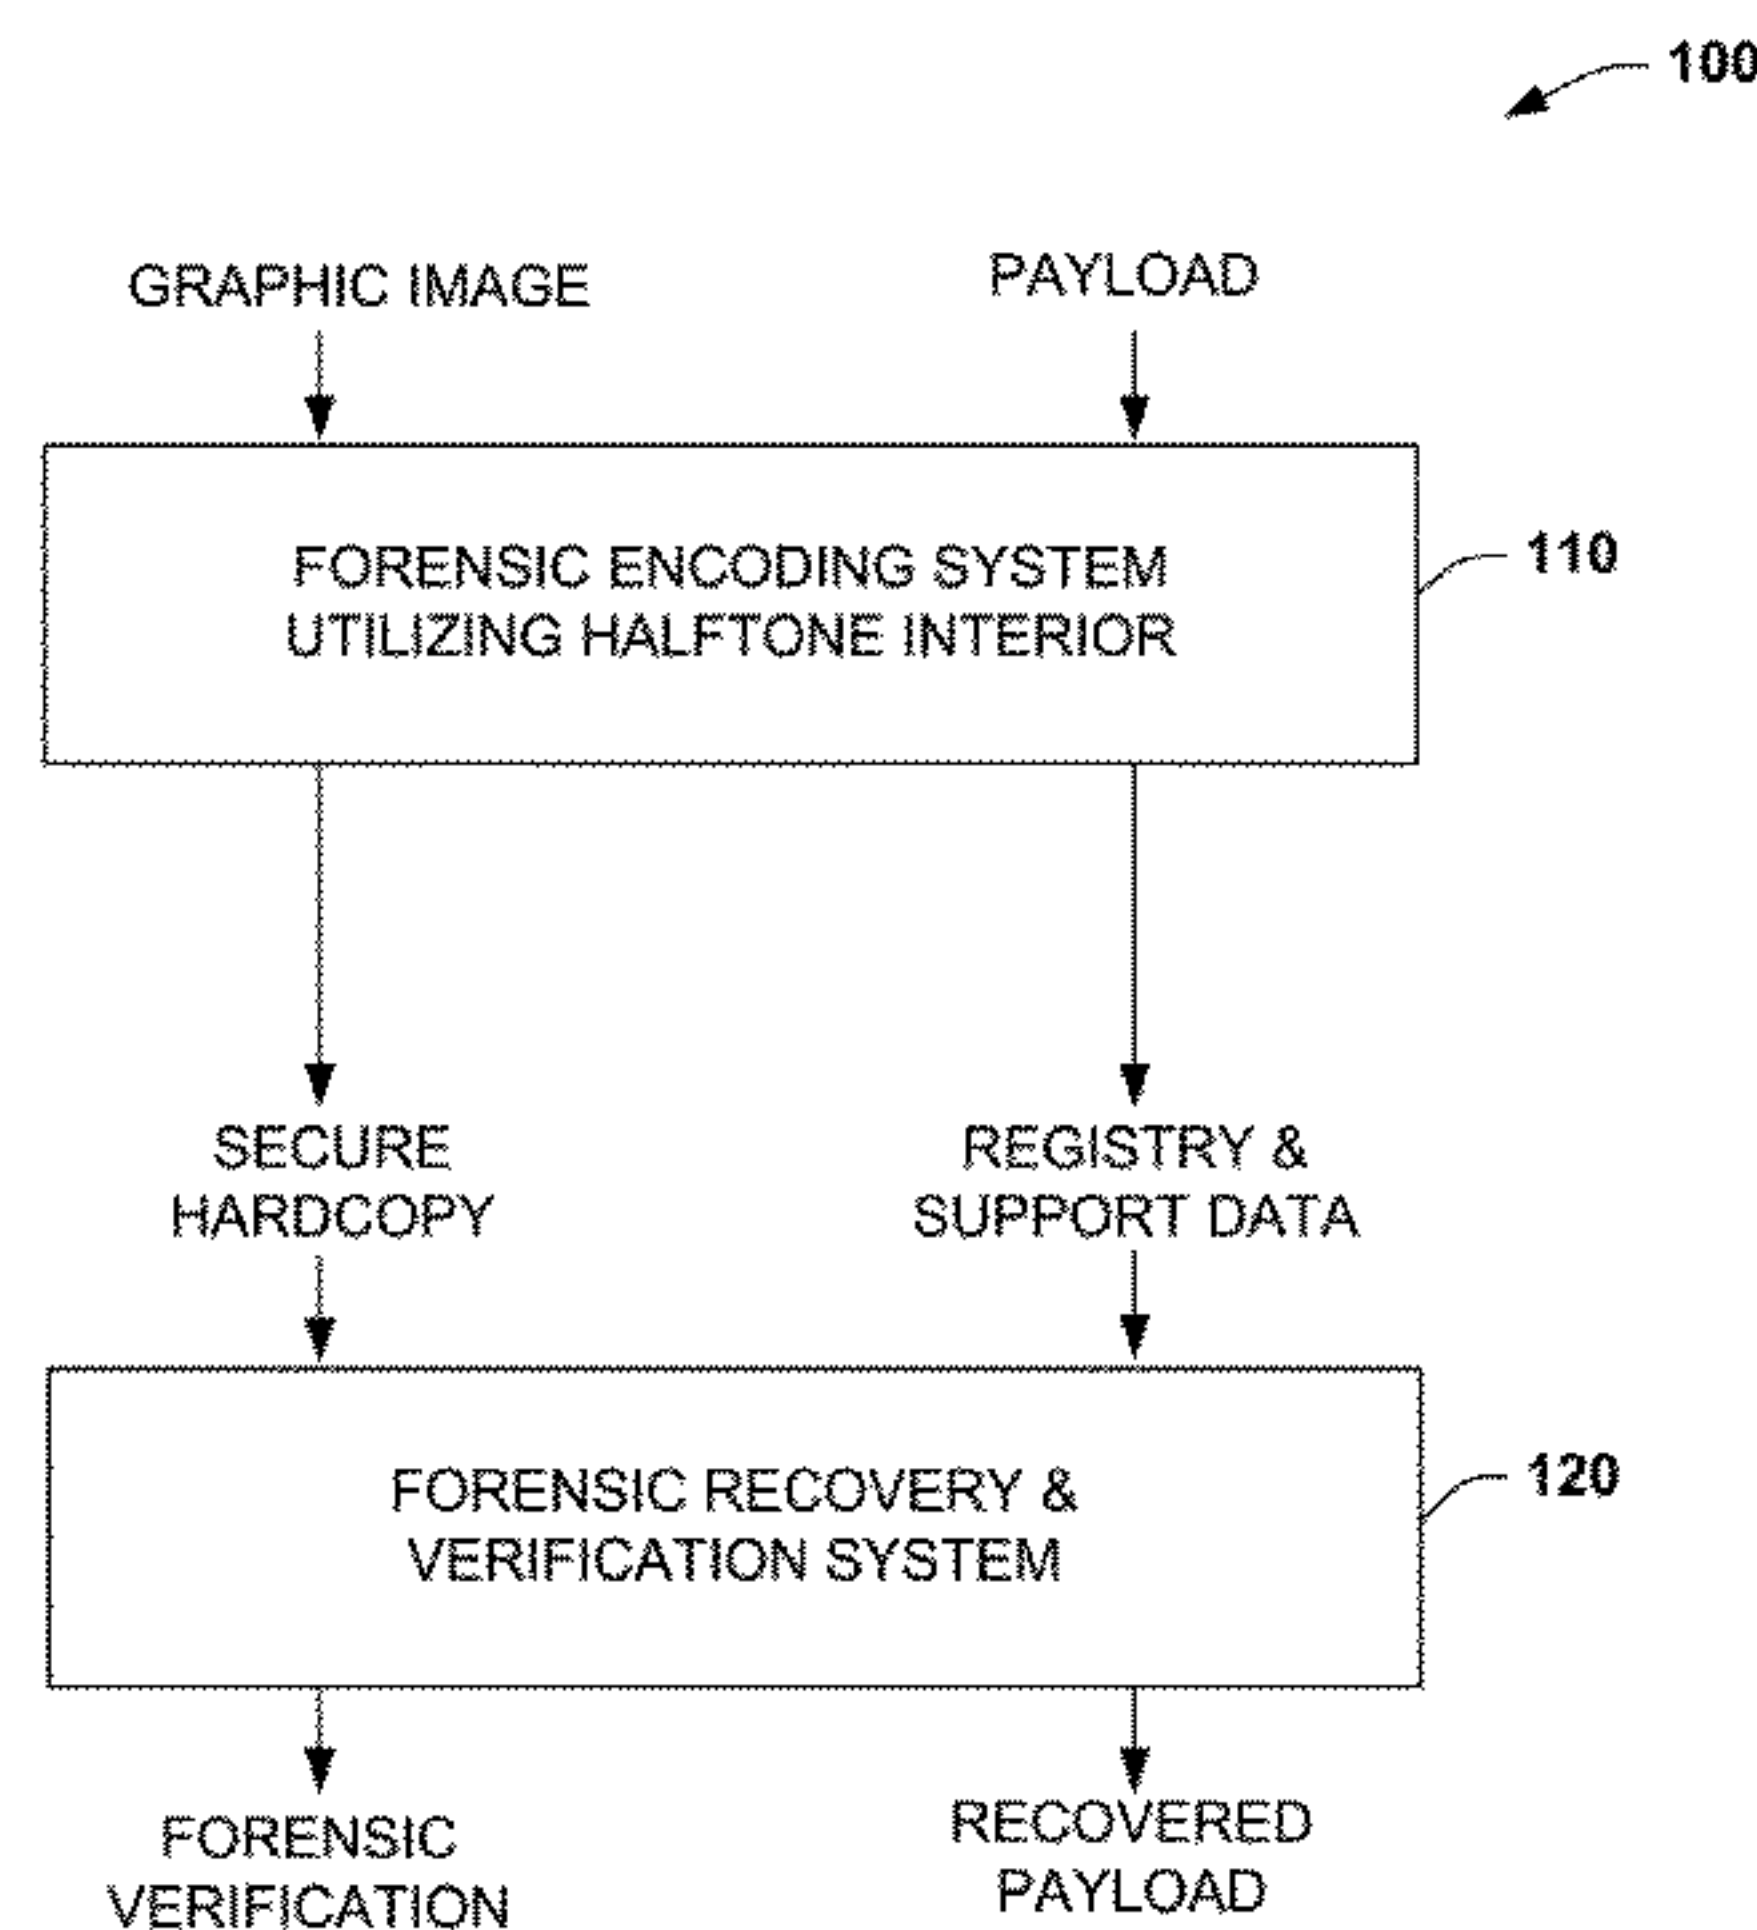 100
GRAPHIC IMAGE
PAYLOAD
FORENSIC ENCODING SYSTEM
UTILIZING HALFTONE INTERIOR
110
SECURE
HARDCOPY
REGISTRY &
SUPPORT DATA
FORENSIC RECOVERY &
VERIFICATION SYSTEM
120
FORENSIC
VERIFICATION
RECOVERED
PAYLOAD